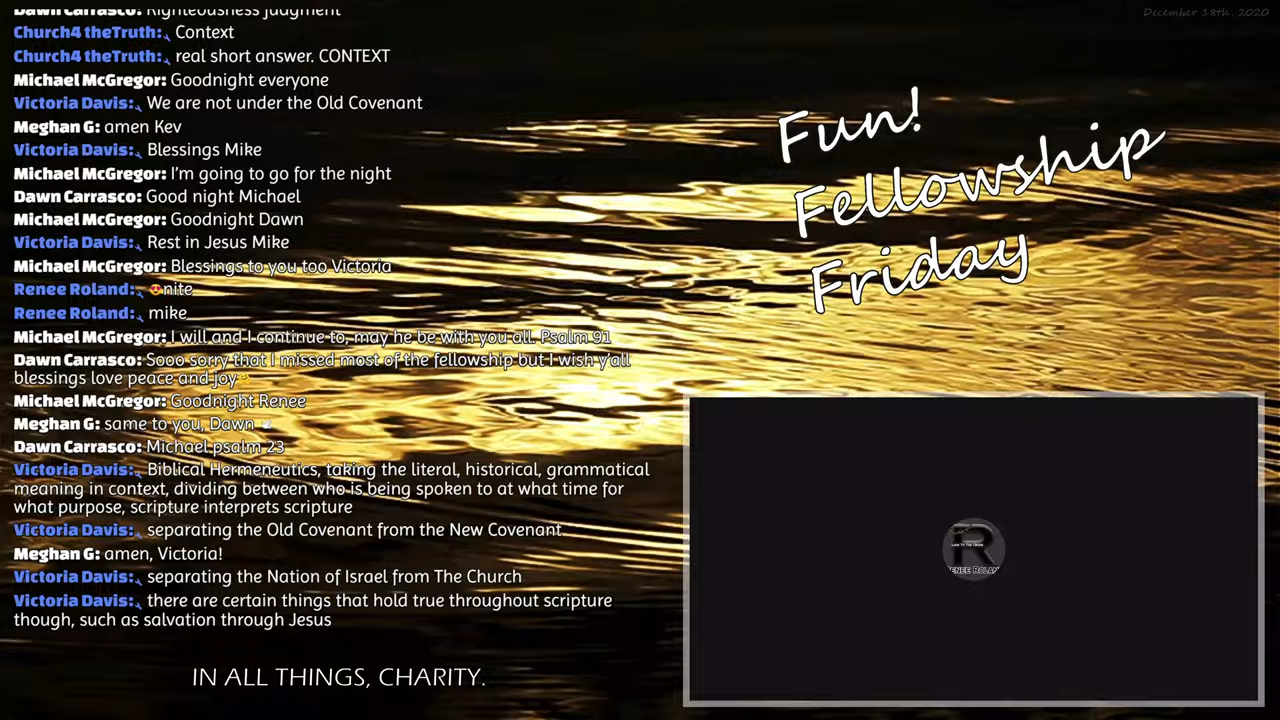 Dawn Carrasco: Righteousness judgment
Church4 theTruth: Context
Church4 theTruth: real short answer. CONTEXT
Michael McGregor: Goodnight everyone
Victoria Davis: We are not under the Old Covenant
Meghan G: amen Kev
Victoria Davis: Blessings Mike
Michael McGregor: I'm going to go for the night
Dawn Carrasco: Good night Michael
Michael McGregor: Goodnight Dawn
Victoria Davis: Rest in Jesus Mike
Michael McGregor: Blessings to you too Victoria
Renee Roland: 😍nite
Renee Roland: mike
Michael McGregor: I will and I continue to, may he be with you all. Psalm 91
Dawn Carrasco: Sooo sorry that I missed most of the fellowship but I wish y'all
blessings love peace and joy
Michael McGregor: Goodnight Renee
Meghan G: same to you, Dawn
Dawn Carrasco: Michael psalm 23
Victoria Davis: Biblical Hermeneutics, taking the literal, historical, grammatical
meaning in context, dividing between who is being spoken to at what time for
what purpose, scripture interprets scripture
Victoria Davis: separating the Old Covenant from the New Covenant
Meghan G: amen, Victoria!
Victoria Davis: separating the Nation of Israel from The Church
Victoria Davis: there are certain things that hold true throughout scripture
though, such as salvation through Jesus
IN ALL THINGS, CHARITY.
December 18th, 2020
Fun!
Fellowship
Friday